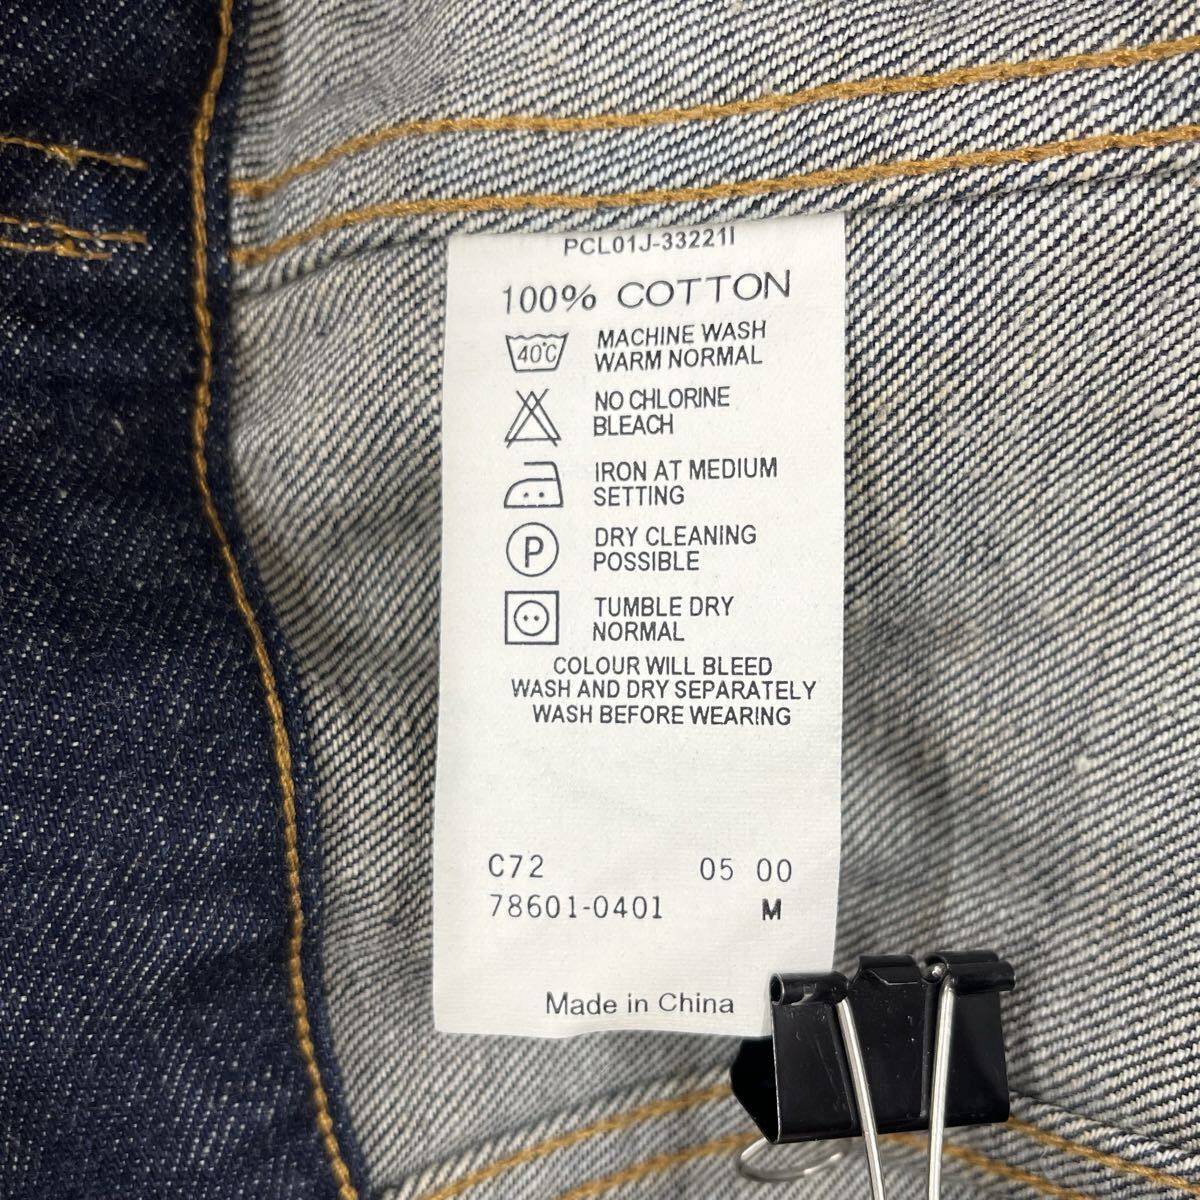 PCL01J-33221I
100% COTTON
40°C MACHINE WASH
WARM NORMAL
NO CHLORINE
BLEACH
IRON AT MEDIUM
SETTING
P DRY CLEANING
POSSIBLE
TUMBLE DRY
NORMAL
COLOUR WILL BLEED
WASH AND DRY SEPARATELY
WASH BEFORE WEARING
C72 05 00
78601-0401 M
Made in China